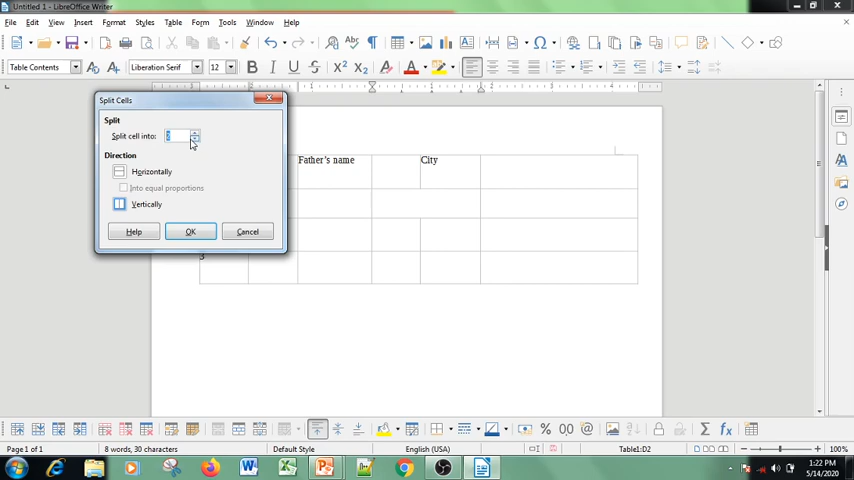 Untitled 1 - LibreOffice Writer
File Edit View Insert Format Styles Table Form Tools Window Help
Table Contents Liberation Serif 12
Split Cells
Split
Split cell into: 2
Direction
Horizontally
Into equal proportions
Vertically
Help OK Cancel
Father's name City
3
Page 1 of 1 8 words, 30 characters Default Style English (USA) Table1:D2 100%
1:22 PM
5/14/2020